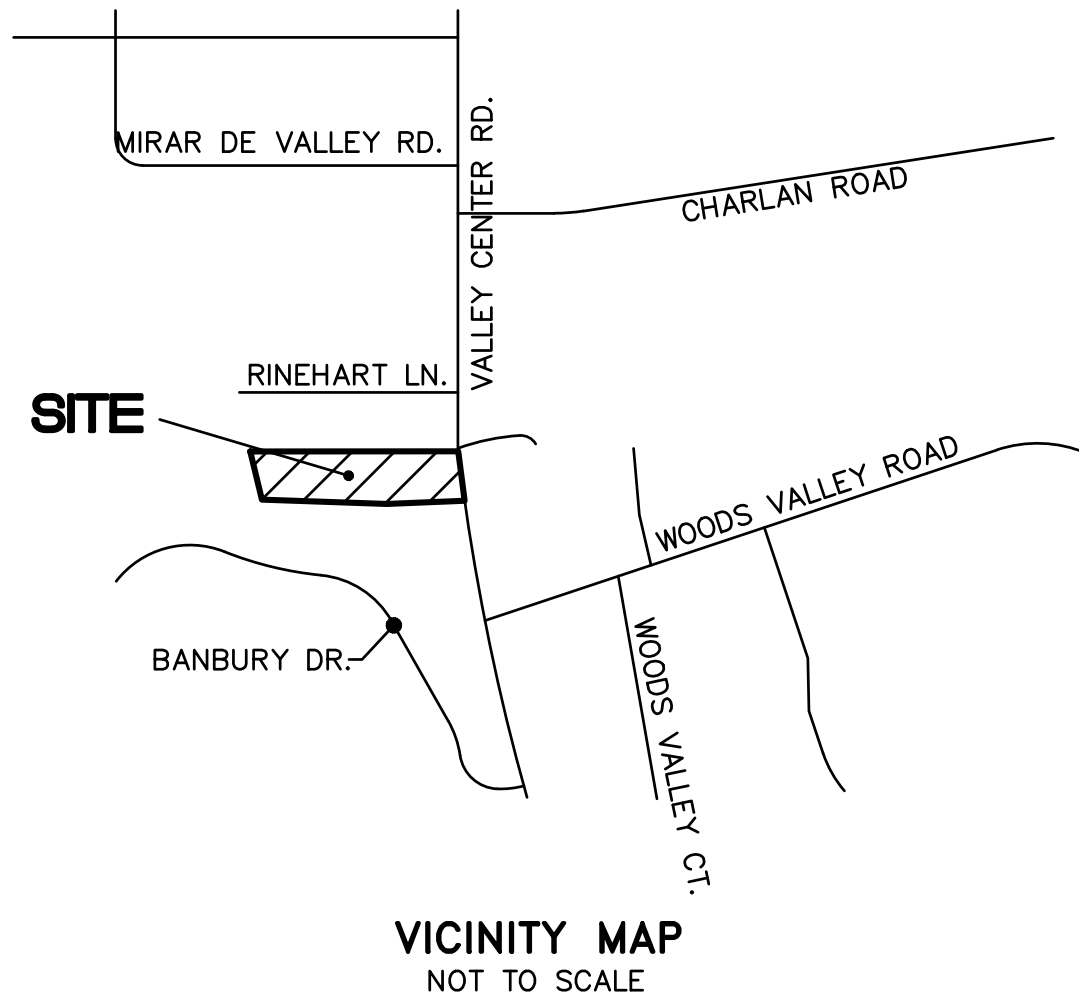 MIRAR DE VALLEY RD.
VALLEY CENTER RD.
CHARLAN ROAD
RINEHART LN.
SITE
WOODS VALLEY ROAD
BANBURY DR.
WOODS VALLEY CT.
VICINITY MAP
NOT TO SCALE